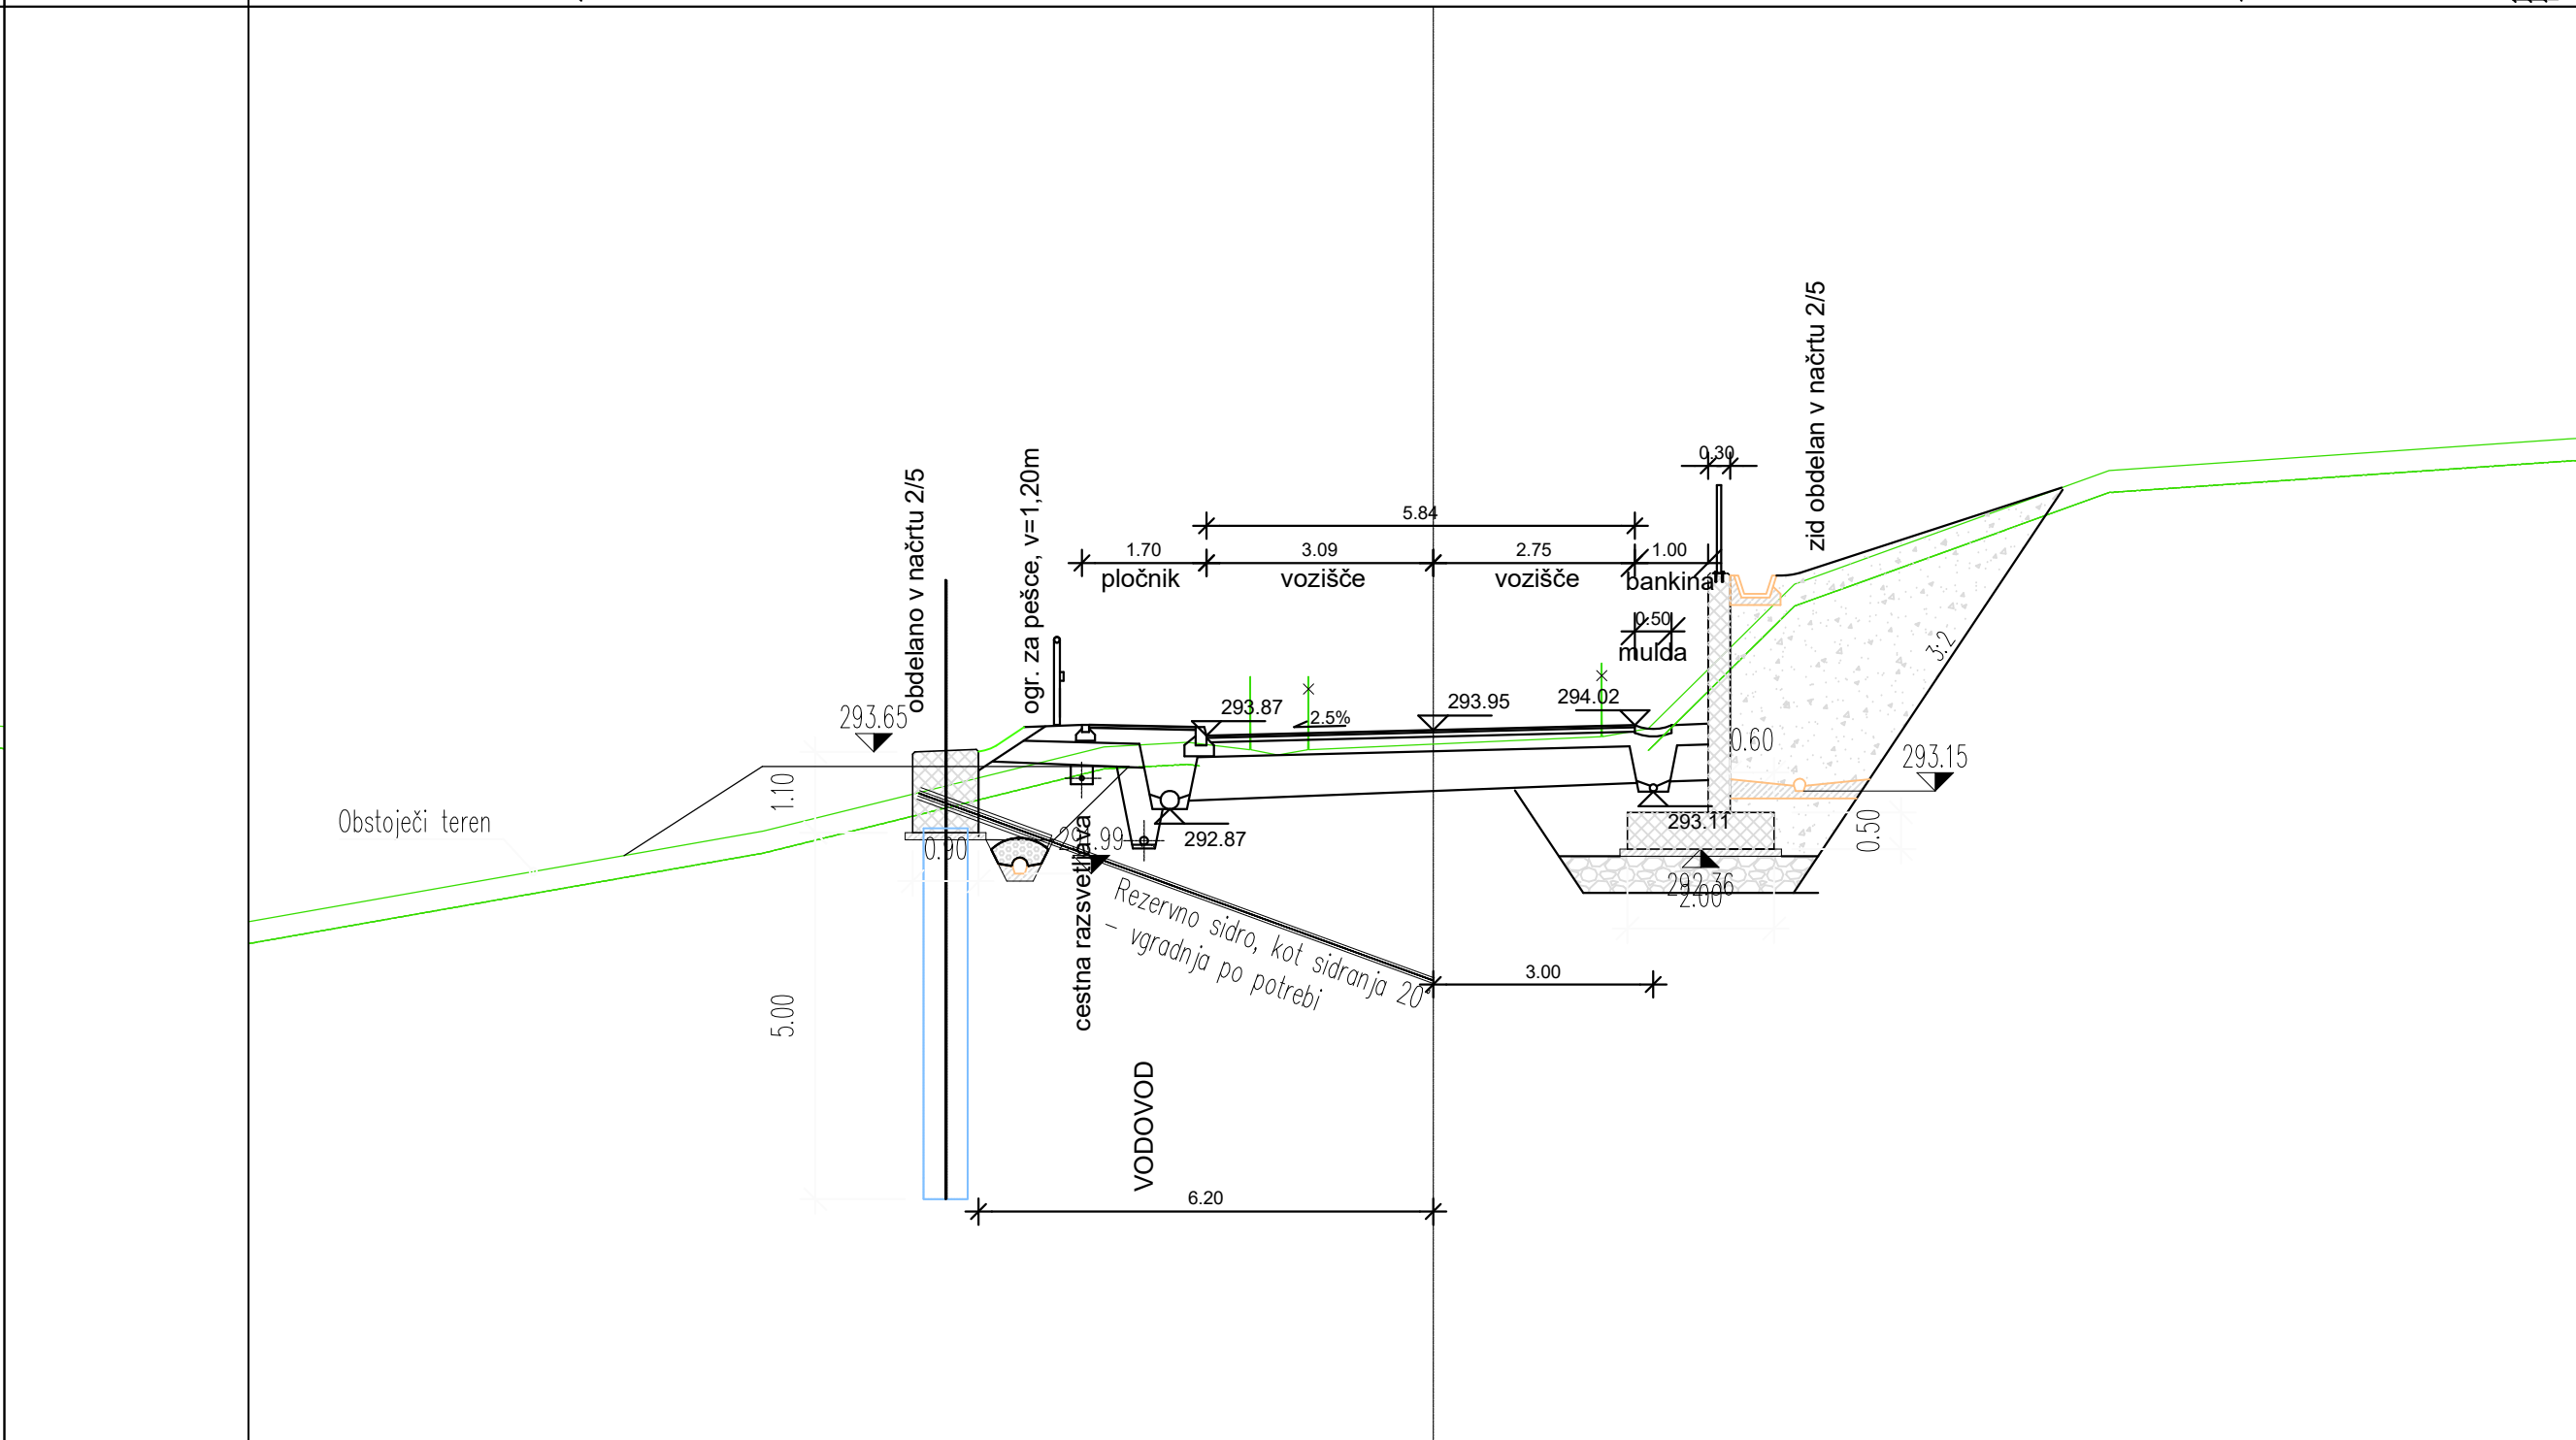 zid obdelan v načrtu 2/5
obdelano v načrtu 2/5
ogr. za pešce, v=1,20m
0.30
5.84
1.70
3.09
2.75
1.00
pločnik
vozišče
vozišče
bankina
0.50
mulda
3:2
293.65
293.87
2.5%
293.95
294.02
0.60
293.15
1.10
Obstoječi teren
0.90
292.87
293.11
0.50
292.36
2.00
cestna razsvetljava
Rezervno sidro, kot sidranja 20°
- vgradnja po potrebi
3.00
5.00
VODOVOD
6.20